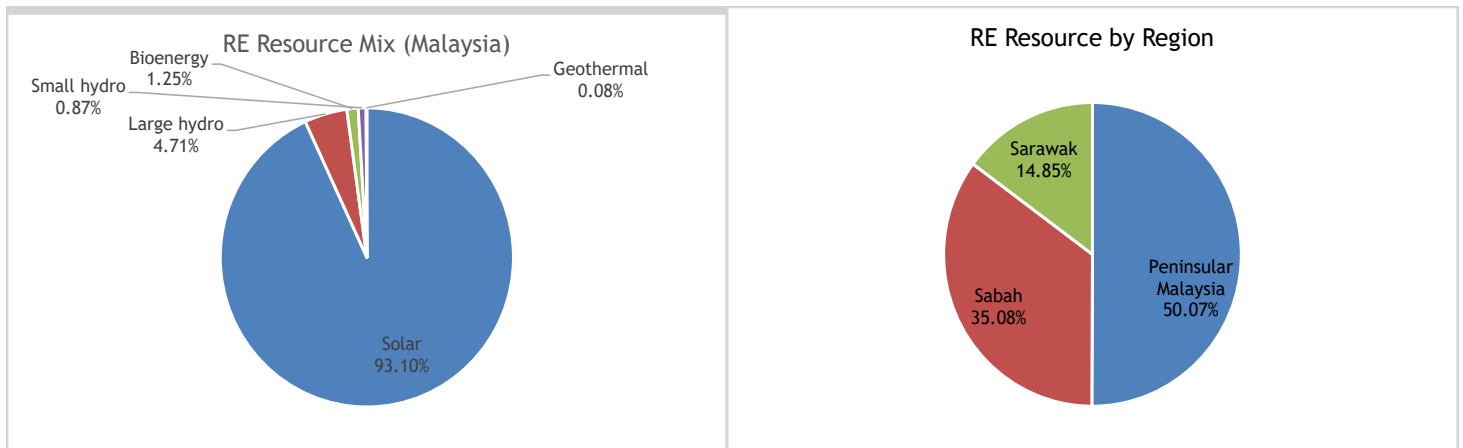 RE Resource Mix (Malaysia)
Bioenergy
1.25%
Small hydro
0.87%
Large hydro
4.71%
Geothermal
0.08%
Solar
93.10%
RE Resource by Region
Sarawak
14.85%
Sabah
35.08%
Peninsular
Malaysia
50.07%